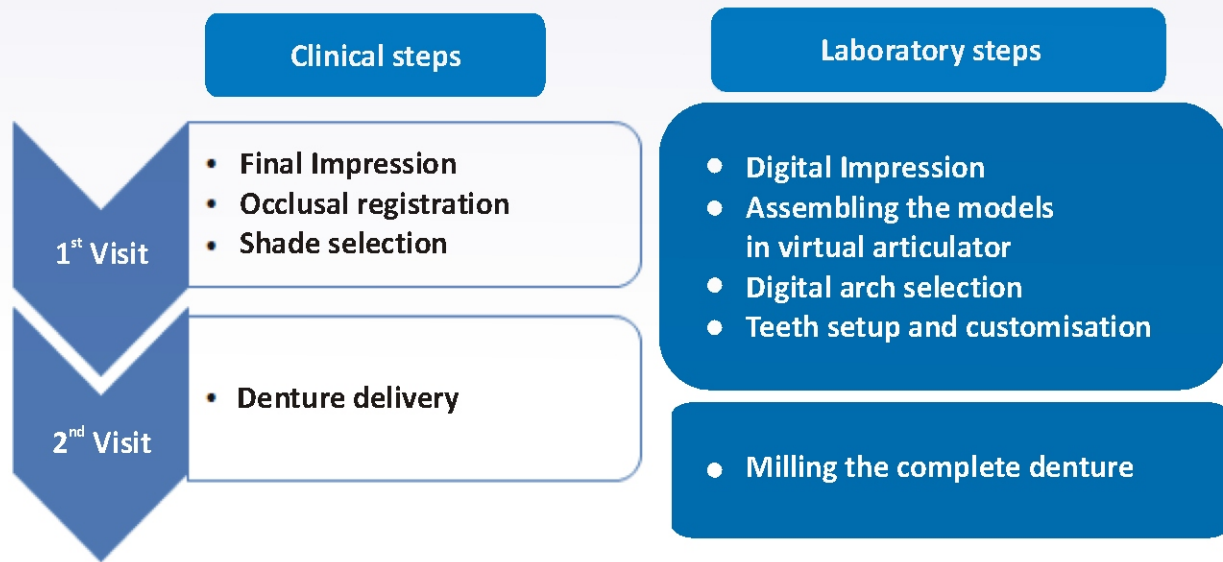 Clinical steps
Laboratory steps
1st Visit
• Final Impression
• Occlusal registration
• Shade selection
• Digital Impression
• Assembling the models
in virtual articulator
• Digital arch selection
• Teeth setup and customisation
2nd Visit
• Denture delivery
• Milling the complete denture